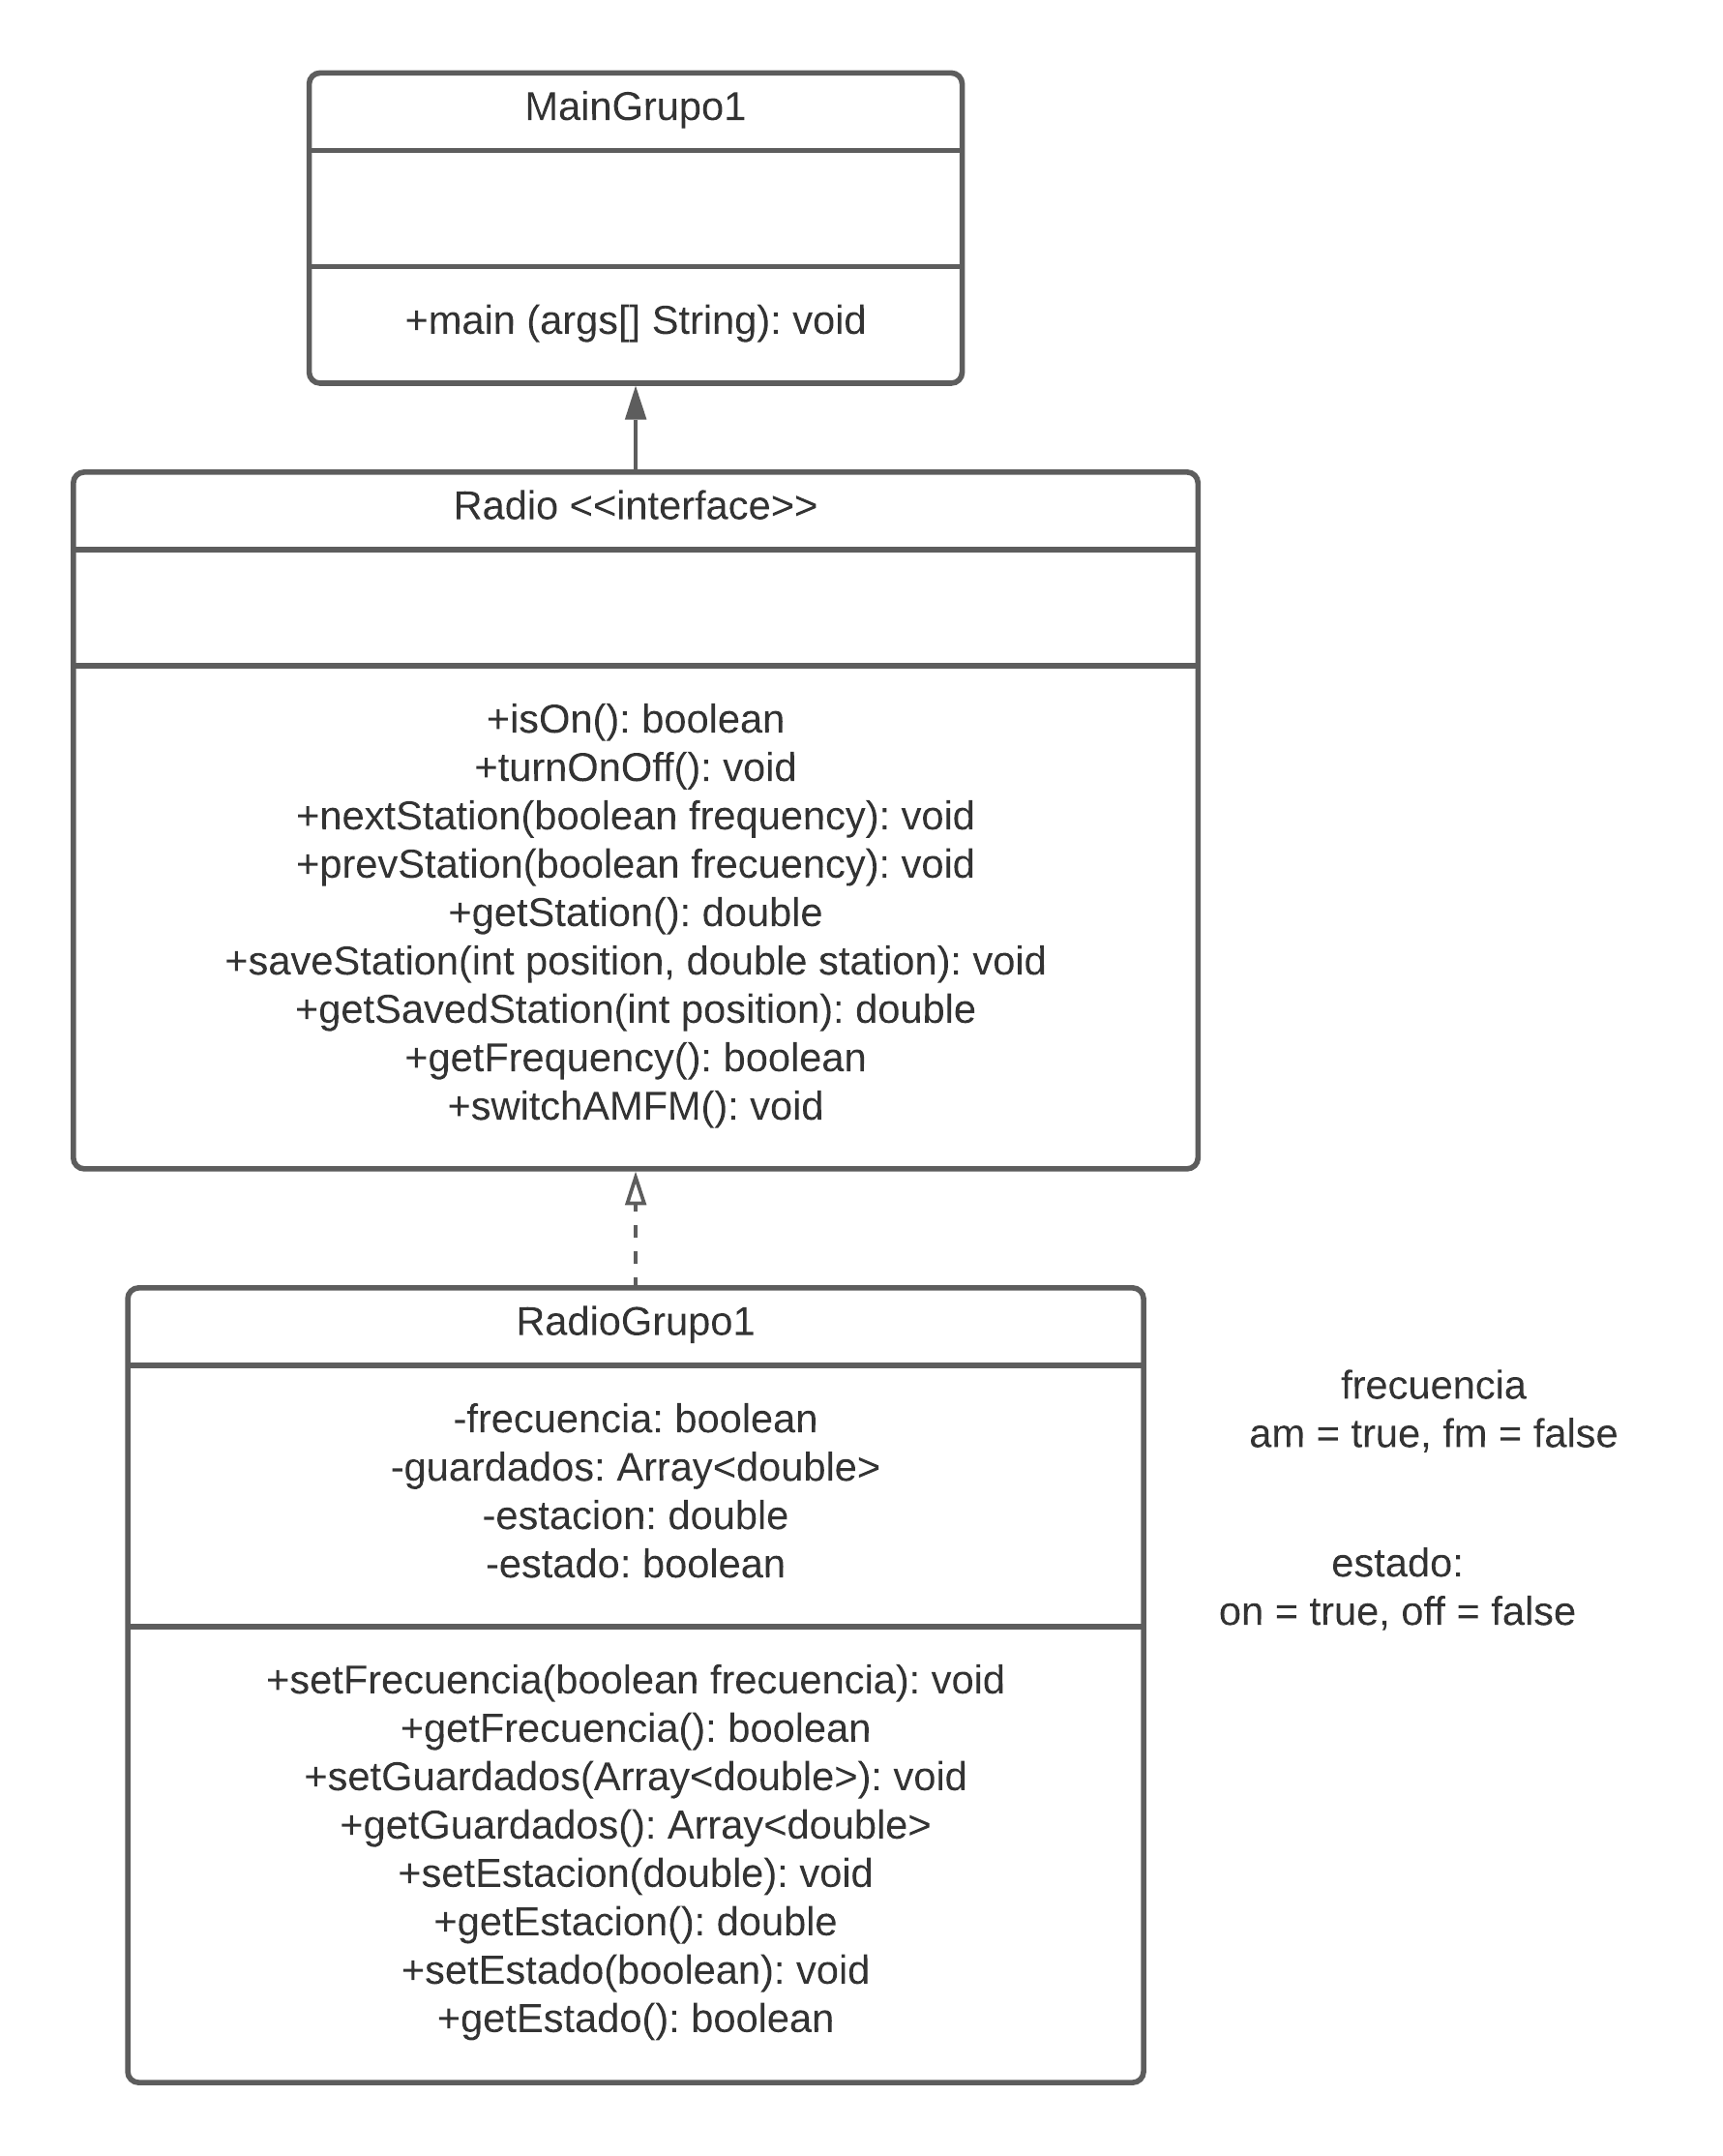 MainGrupo1
+main (args[] String): void
Radio <<interface>>
+isOn(): boolean
+turnOnOff(): void
+nextStation(boolean frequency): void
+prevStation(boolean frecuency): void
+getStation(): double
+saveStation(int position, double station): void
+getSavedStation(int position): double
+getFrequency(): boolean
+switchAMFM(): void
RadioGrupo1
-frecuencia: boolean
-guardados: Array<double>
-estacion: double
-estado: boolean
+setFrecuencia(boolean frecuencia): void
+getFrecuencia(): boolean
+setGuardados(Array<double>): void
+getGuardados(): Array<double>
+setEstacion(double): void
+getEstacion(): double
+setEstado(boolean): void
+getEstado(): boolean
frecuencia
am = true, fm = false
estado:
on = true, off = false